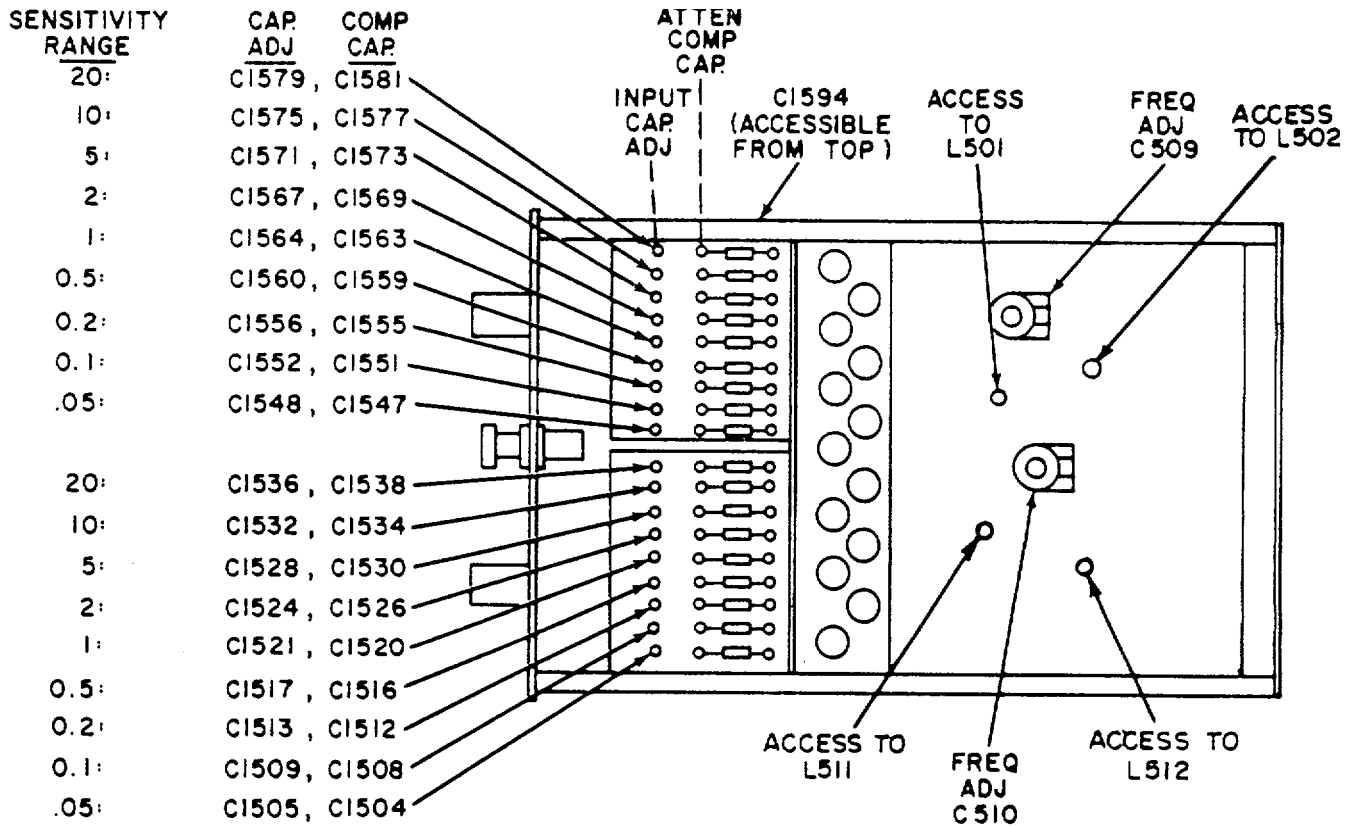 SENSITIVITY RANGE CAP. ADJ COMP CAP.
20: C1579, C1581
10: C1575, C1577
5: C1571, C1573
2: C1567, C1569
1: C1564, C1563
0.5: C1560, C1559
0.2: C1556, C1555
0.1: C1552, C1551
.05: C1548, C1547
20: C1536, C1538
10: C1532, C1534
5: C1528, C1530
2: C1524, C1526
1: C1521, C1520
0.5: C1517, C1516
0.2: C1513, C1512
0.1: C1509, C1508
.05: C1505, C1504
INPUT
CAP.
ADJ
ATTEN
COMP
CAP.
C1594
(ACCESSIBLE
FROM TOP)
ACCESS
TO
L501
FREQ
ADJ
C509
ACCESS
TO L502
ACCESS TO
L511
FREQ
ADJ
C510
ACCESS TO
L512